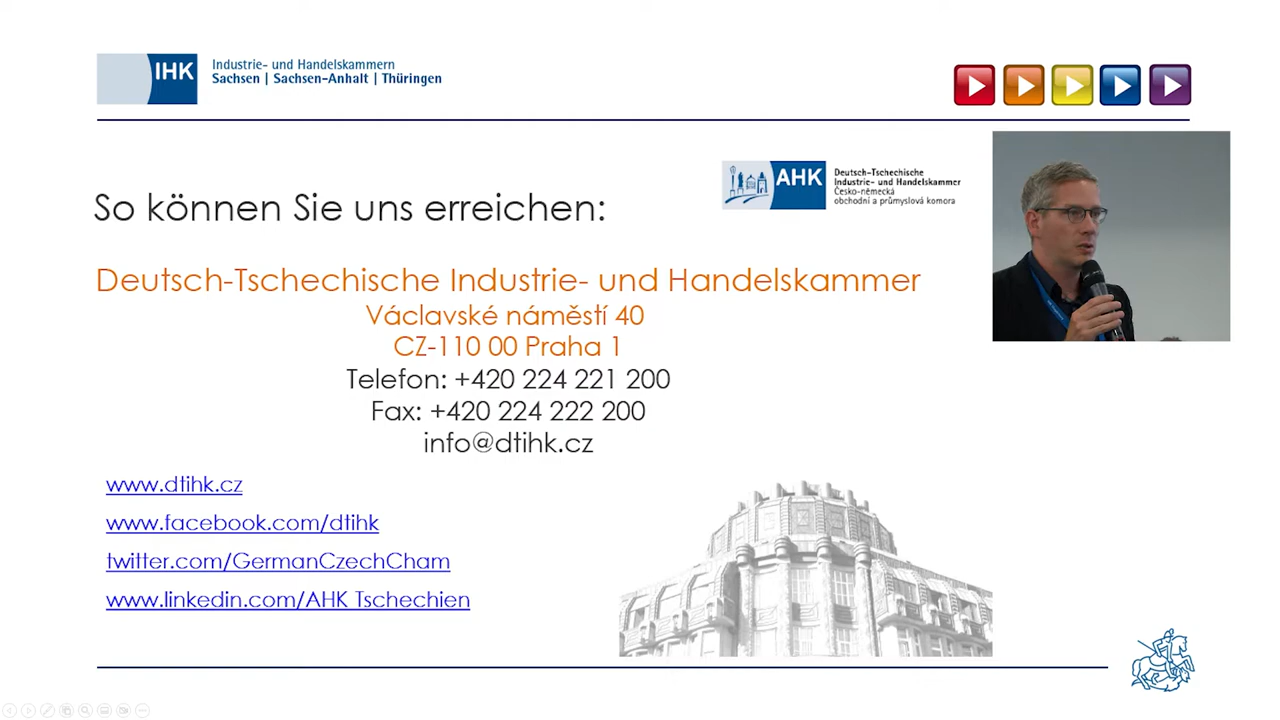 IHK
Industrie- und Handelskammern
Sachsen | Sachsen-Anhalt | Thüringen
AHK
Deutsch-Tschechische
Industrie- und Handelskammer
Česko-německá
obchodní a průmyslová komora
So können Sie uns erreichen:
Deutsch-Tschechische Industrie- und Handelskammer
Václavské náměstí 40
CZ-110 00 Praha 1
Telefon: +420 224 221 200
Fax: +420 224 222 200
info@dtihk.cz
www.dtihk.cz
www.facebook.com/dtihk
twitter.com/GermanCzechCham
www.linkedin.com/AHK Tschechien